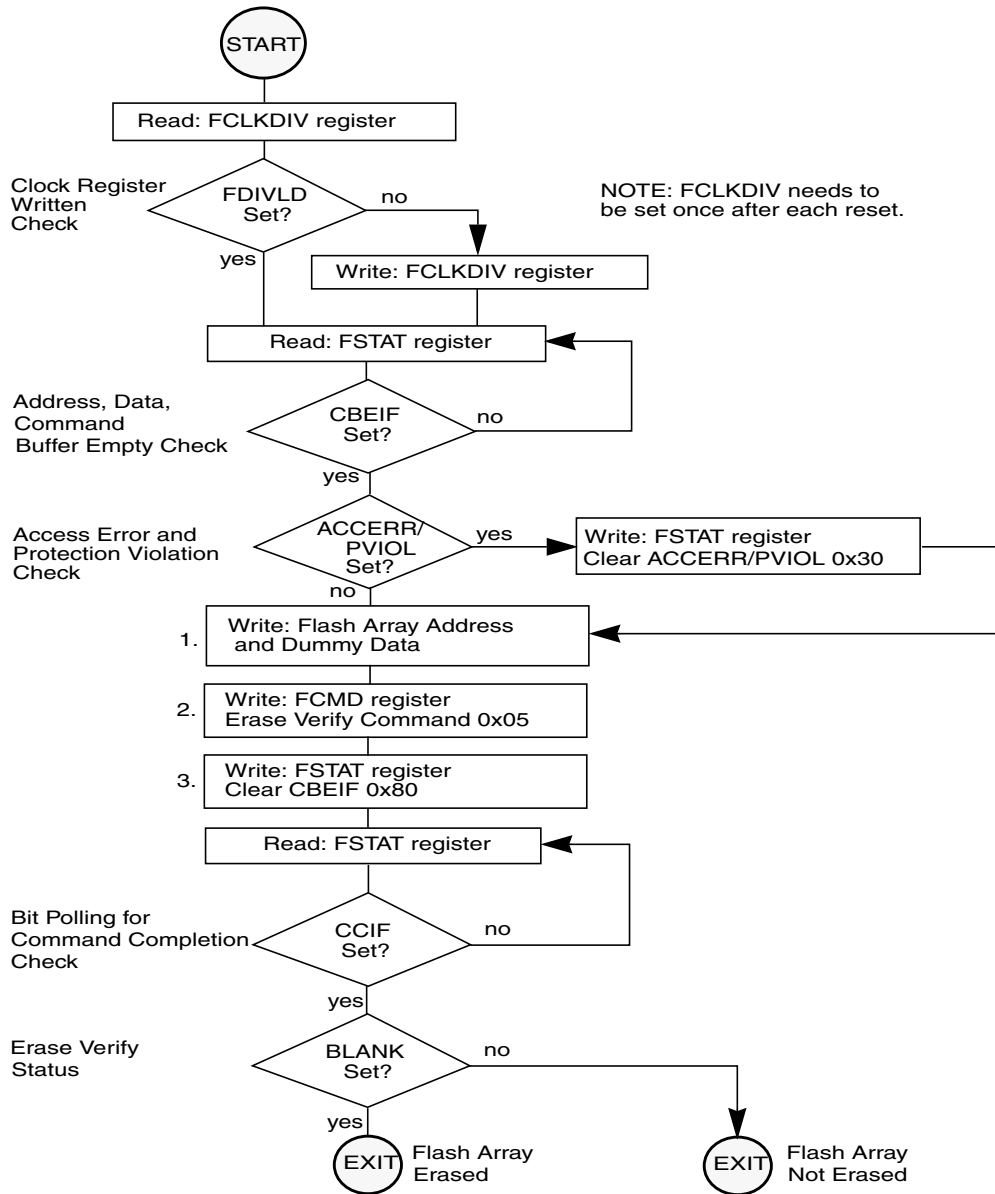 START
Read: FCLKDIV register
Clock Register
Written
Check
FDIVLD
Set?
no
yes
NOTE: FCLKDIV needs to
be set once after each reset.
Write: FCLKDIV register
Read: FSTAT register
Address, Data,
Command
Buffer Empty Check
CBEIF
Set?
no
yes
Access Error and
Protection Violation
Check
ACCERR/
PVIOL
Set?
yes
no
Write: FSTAT register
Clear ACCERR/PVIOL 0x30
1.
Write: Flash Array Address
and Dummy Data
2.
Write: FCMD register
Erase Verify Command 0x05
3.
Write: FSTAT register
Clear CBEIF 0x80
Read: FSTAT register
Bit Polling for
Command Completion
Check
CCIF
Set?
no
yes
Erase Verify
Status
BLANK
Set?
no
yes
EXIT
Flash Array
Erased
EXIT
Flash Array
Not Erased